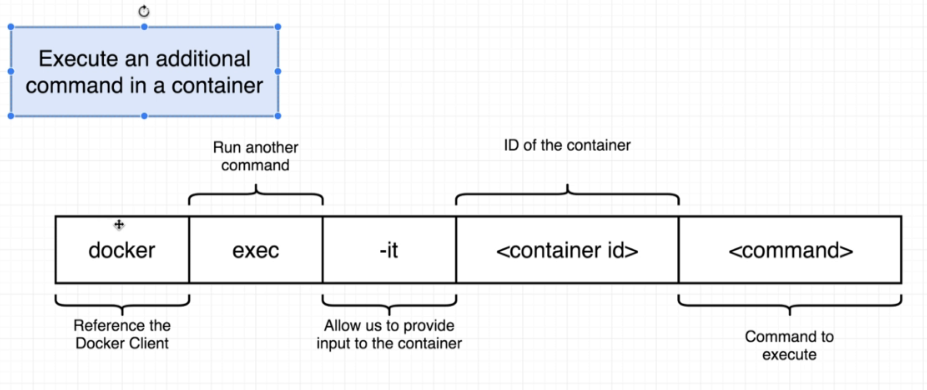 Execute an additional
command in a container
Run another
command
ID of the container
docker
exec
-it
<container id>
<command>
Reference the
Docker Client
Allow us to provide
input to the container
Command to
execute